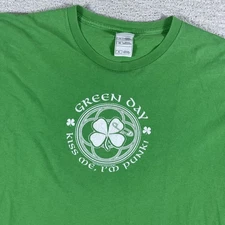 GREEN DAY
KISS ME, I'M PUNK!